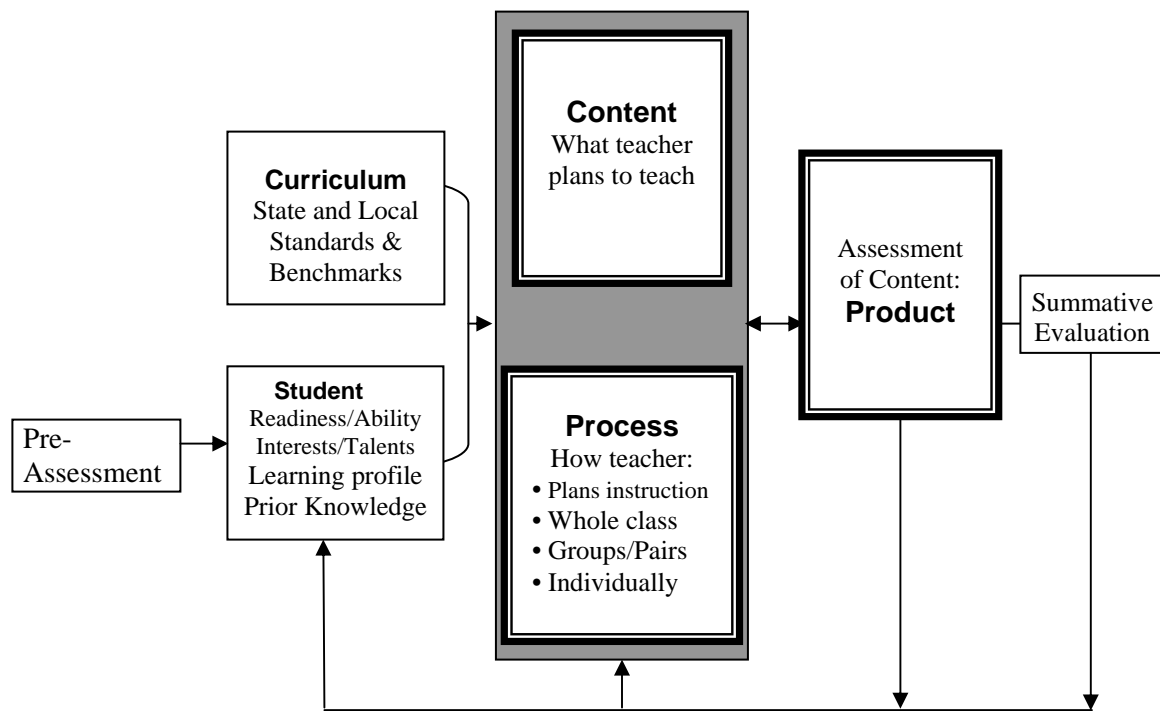 Pre-
Assessment
Curriculum
State and Local
Standards &
Benchmarks
Student
Readiness/Ability
Interests/Talents
Learning profile
Prior Knowledge
Content
What teacher
plans to teach
Process
How teacher:
• Plans instruction
• Whole class
• Groups/Pairs
• Individually
Assessment
of Content:
Product
Summative
Evaluation